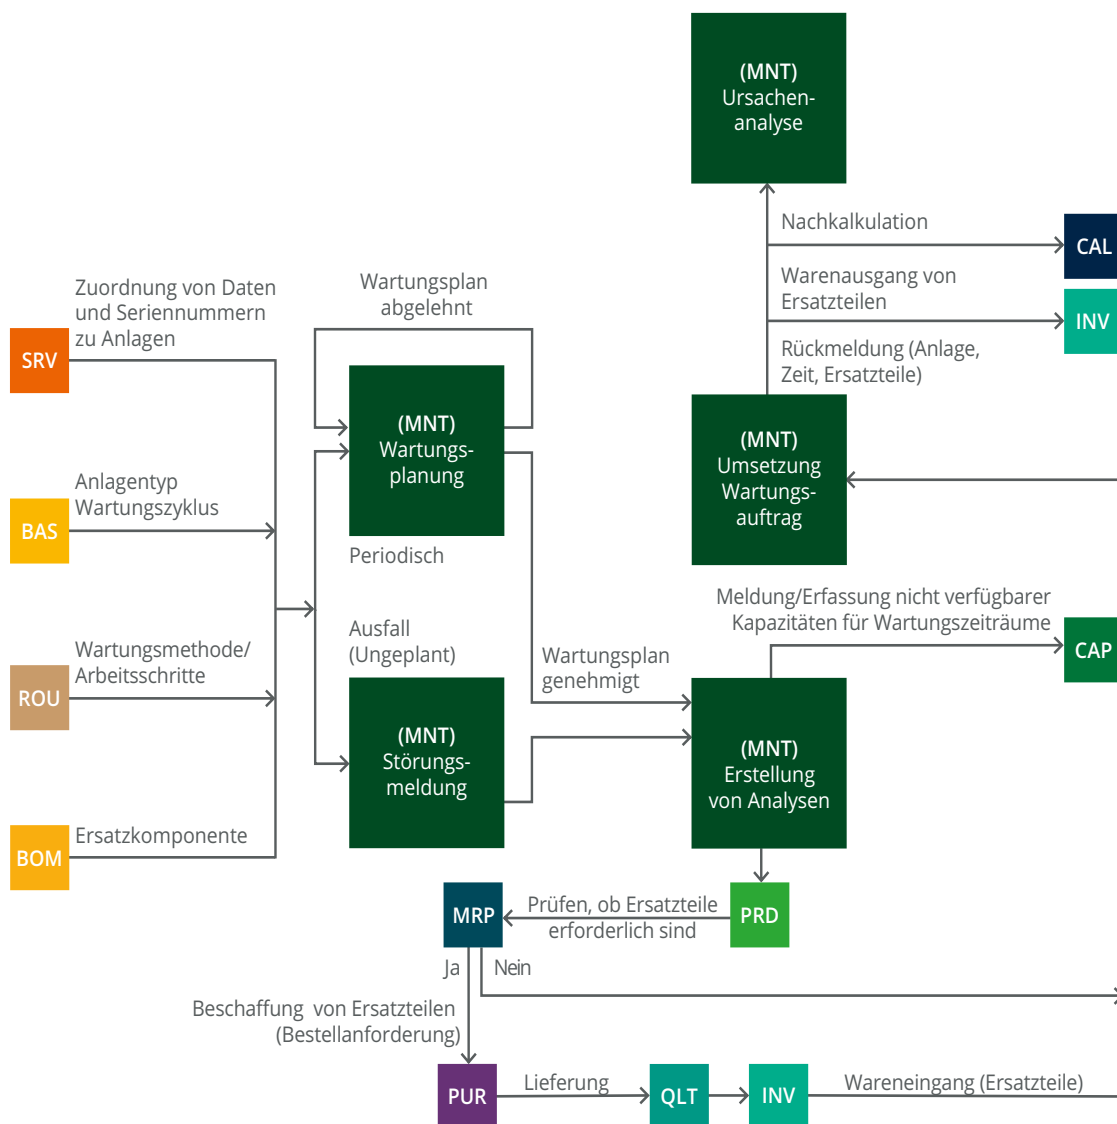 (MNT)
Ursachen-
analyse
Nachkalkulation
CAL
Warenausgang von
Ersatzteilen
INV
Rückmeldung (Anlage,
Zeit, Ersatzteile)
Zuordnung von Daten
und Seriennummern
zu Anlagen
SRV
Wartungsplan
abgelehnt
(MNT)
Wartungs-
planung
Periodisch
(MNT)
Umsetzung
Wartungs-
auftrag
Anlagentyp
Wartungszyklus
BAS
Ausfall
(Ungeplant)
Wartungsplan
genehmigt
Meldung/Erfassung nicht verfügbarer
Kapazitäten für Wartungszeiträume
CAP
Wartungsmethode/
Arbeitsschritte
ROU
(MNT)
Störungs-
meldung
(MNT)
Erstellung
von Analysen
Ersatzkomponente
BOM
MRP
Prüfen, ob Ersatzteile
erforderlich sind
PRD
Ja
Nein
Beschaffung  von Ersatzteilen
(Bestellanforderung)
PUR
Lieferung
QLT
INV
Wareneingang (Ersatzteile)